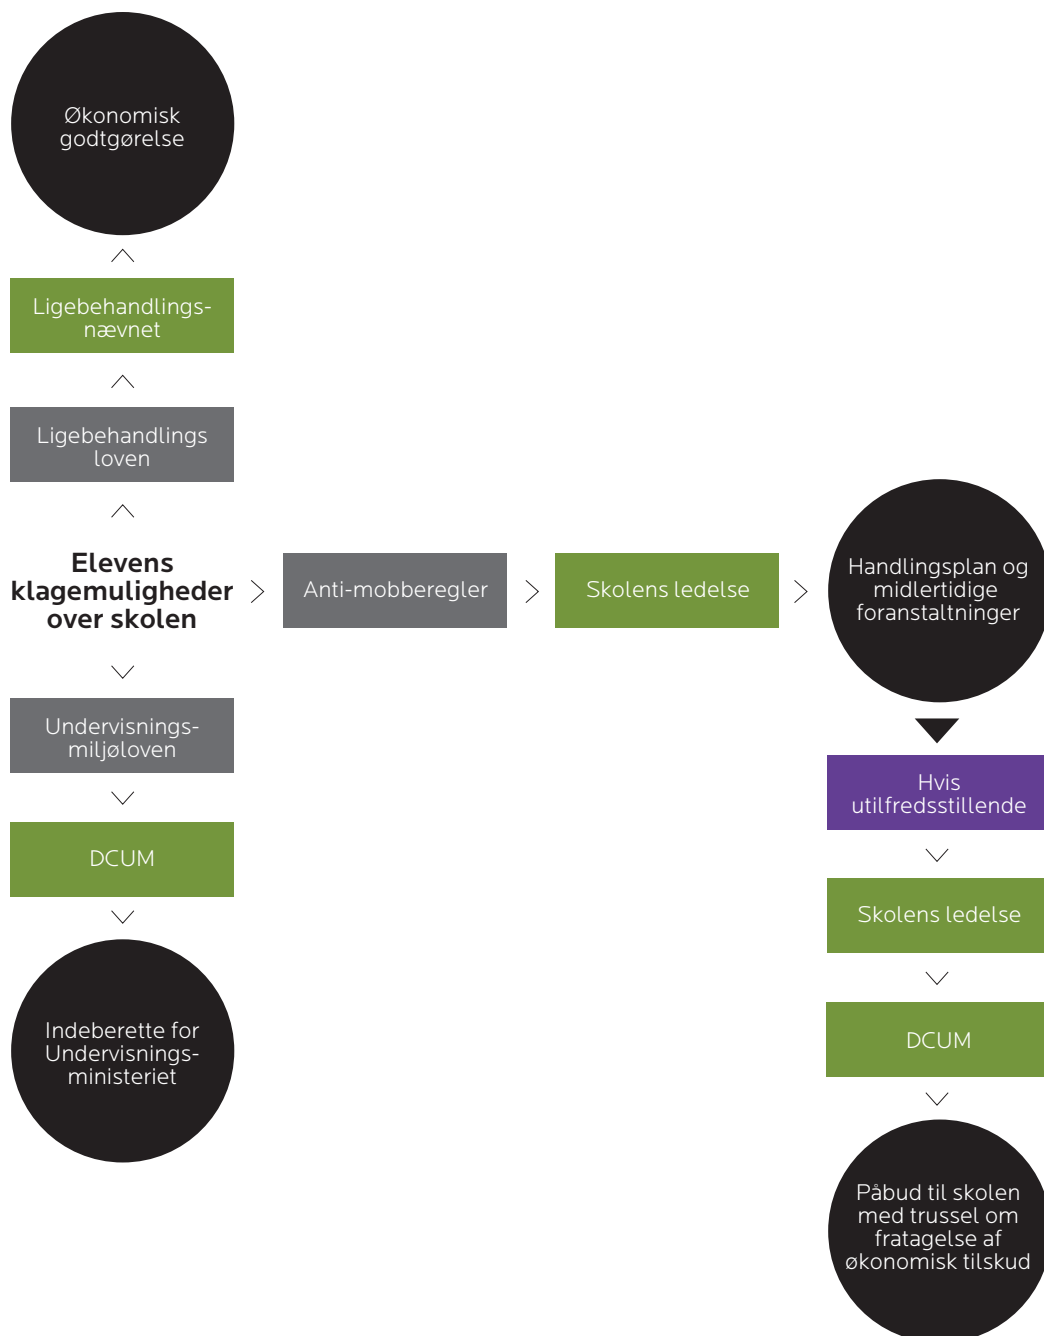 Økonomisk
godtgørelse
Ligebehandlings-
nævnet
Ligebehandlings
loven
Elevens
klagemuligheder
over skolen
Anti-mobberegler
Skolens ledelse
Handlingsplan og
midlertidige
foranstaltninger
Undervisnings-
miljøloven
DCUM
Indeberette for
Undervisnings-
ministeriet
Hvis
utilfredsstillende
Skolens ledelse
DCUM
Påbud til skolen
med trussel om
fratagelse af
økonomisk tilskud